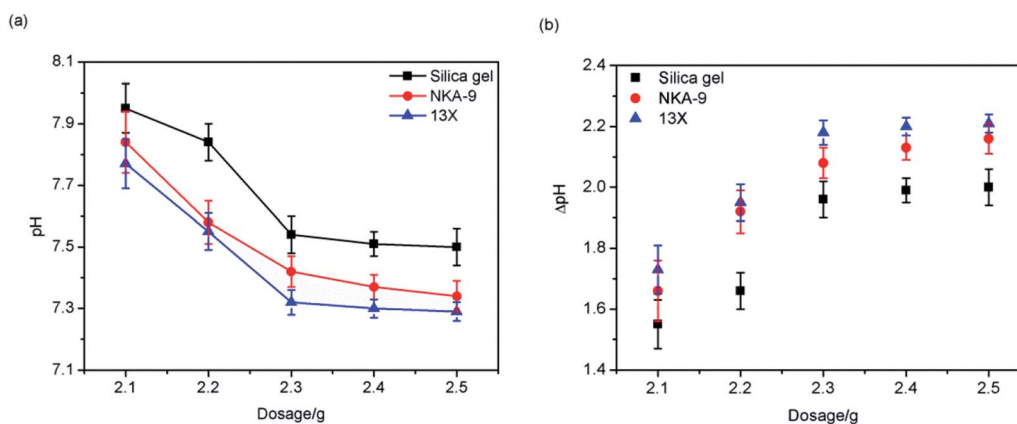 (a)
8.1
7.9
7.7
7.5
7.3
7.1
pH
2.1 2.2 2.3 2.4 2.5
Dosage/g
Silica gel
NKA-9
13X
(b)
2.4
2.2
2.0
1.8
1.6
1.4
ΔpH
2.1 2.2 2.3 2.4 2.5
Dosage/g
Silica gel
NKA-9
13X